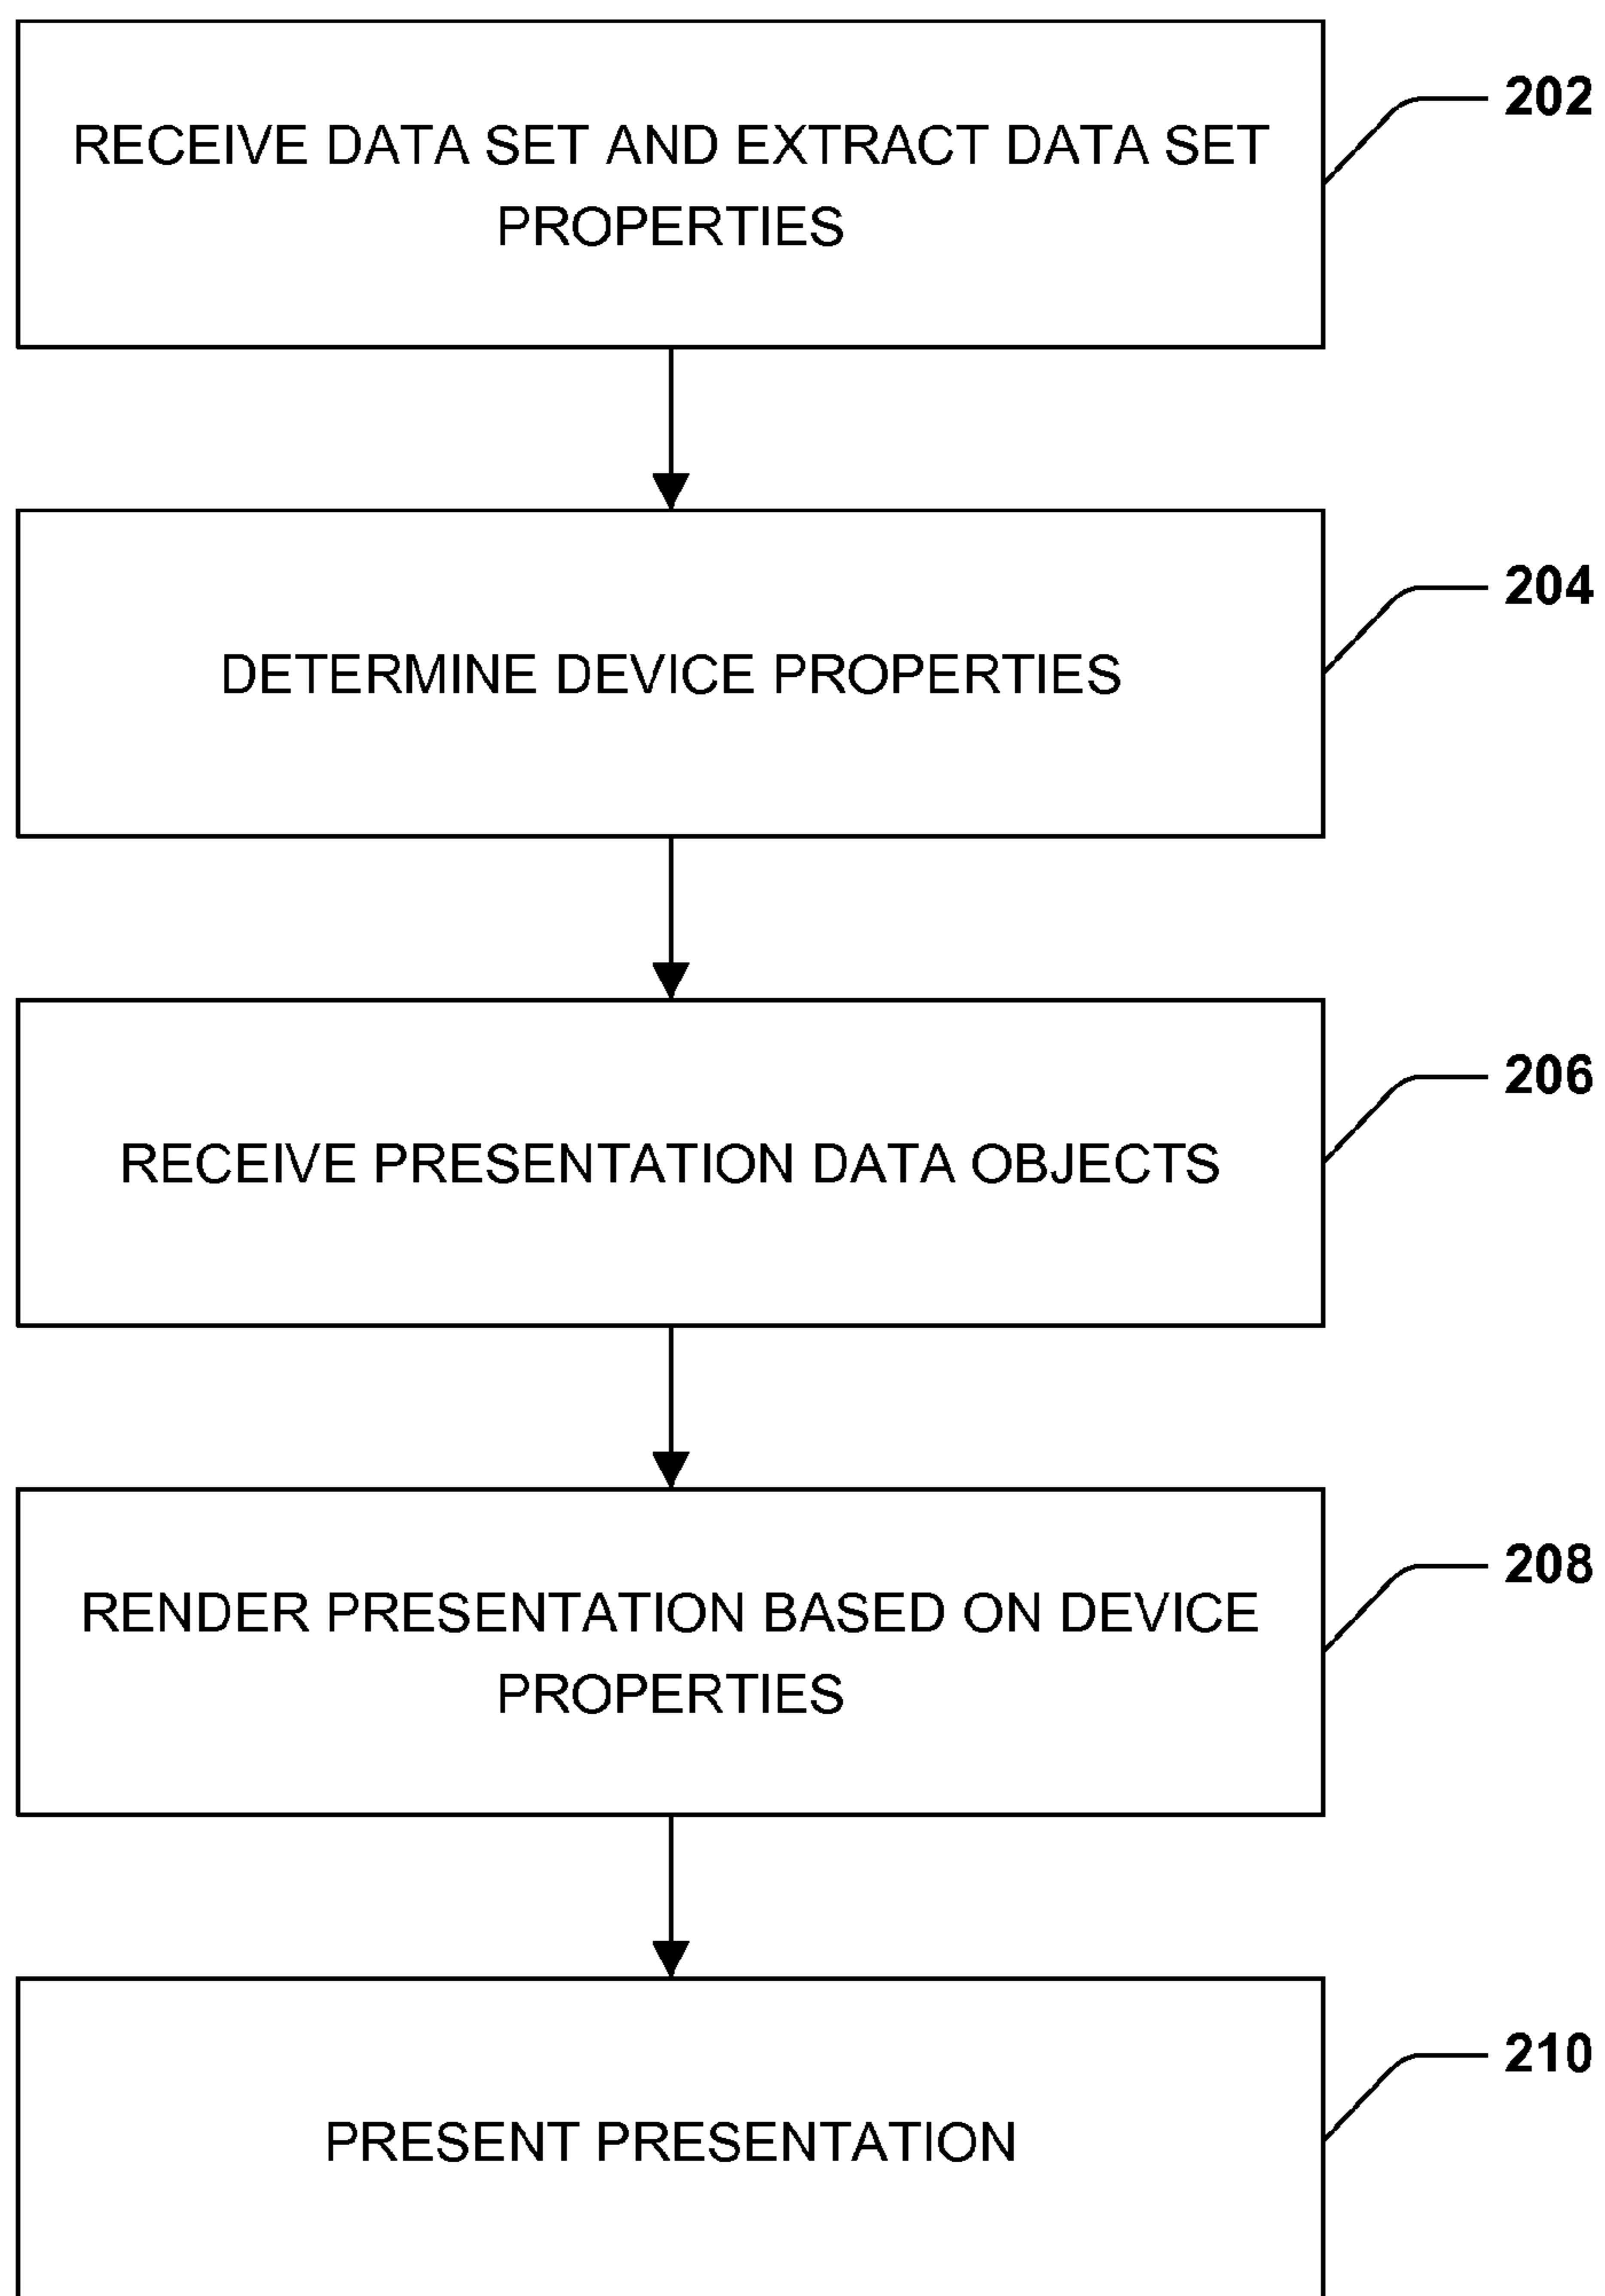 RECEIVE DATA SET AND EXTRACT DATA SET
PROPERTIES
202
DETERMINE DEVICE PROPERTIES
204
RECEIVE PRESENTATION DATA OBJECTS
206
RENDER PRESENTATION BASED ON DEVICE
PROPERTIES
208
PRESENT PRESENTATION
210